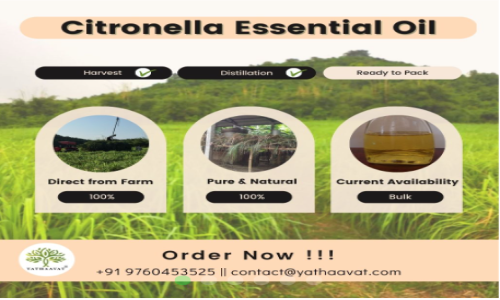 Citronella Essential Oil
Harvest
Distillation
Ready to Pack
Direct from Farm
Pure & Natural
Current Availability
100%
100%
Bulk
Order Now !!!
+91 9760453525 || contact@yathaavat.com
YATHAAVAT